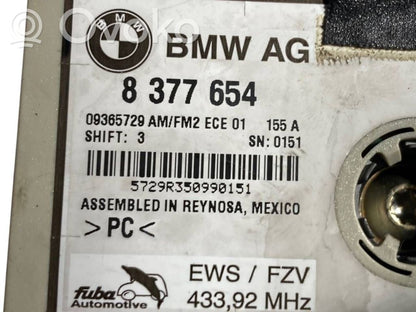 BMW
BMW AG
8 377 654
09365729 AM/FM2 ECE 01 155 A
SHIFT: 3 SN: 0151
5729R350990151
ASSEMBLED IN REYNOSA, MEXICO
>PC<
fuba
Automotive
EWS / FZV
433,92 MHz
OVOKO